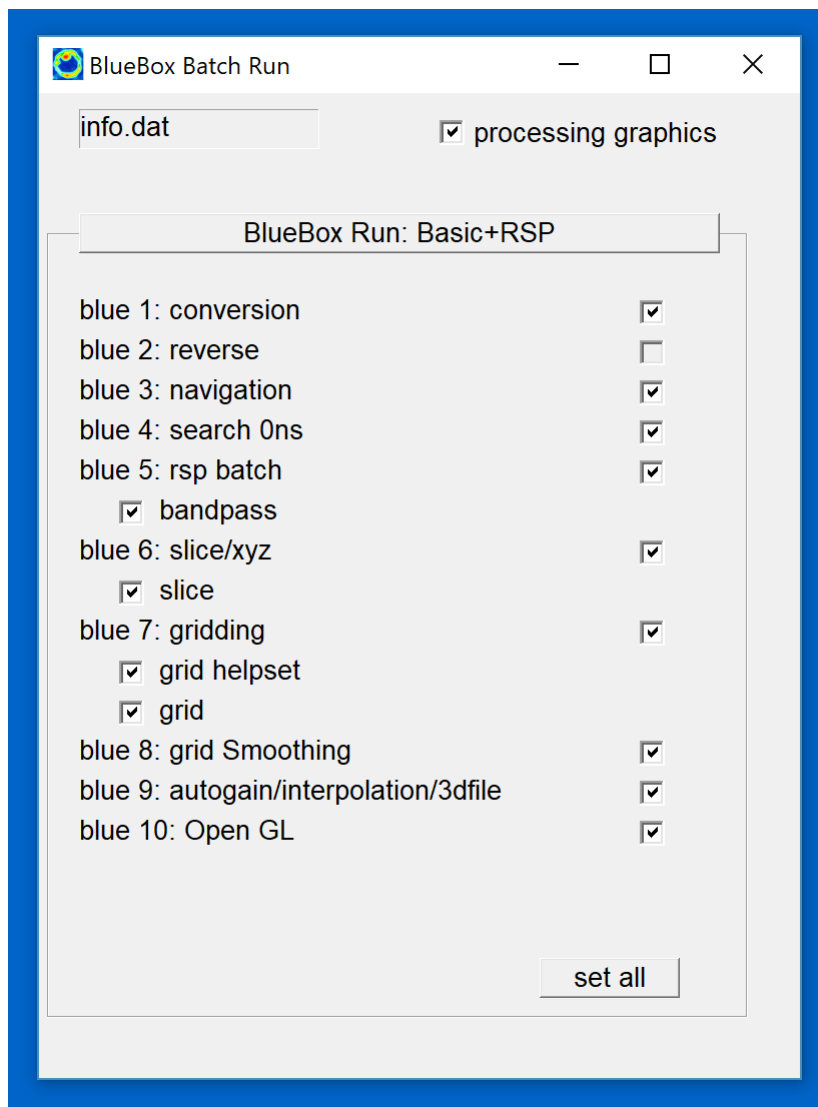 BlueBox Batch Run
info.dat
processing graphics
BlueBox Run: Basic+RSP
blue 1: conversion
blue 2: reverse
blue 3: navigation
blue 4: search 0ns
blue 5: rsp batch
bandpass
blue 6: slice/xyz
slice
blue 7: gridding
grid helpset
grid
blue 8: grid Smoothing
blue 9: autogain/interpolation/3dfile
blue 10: Open GL
set all